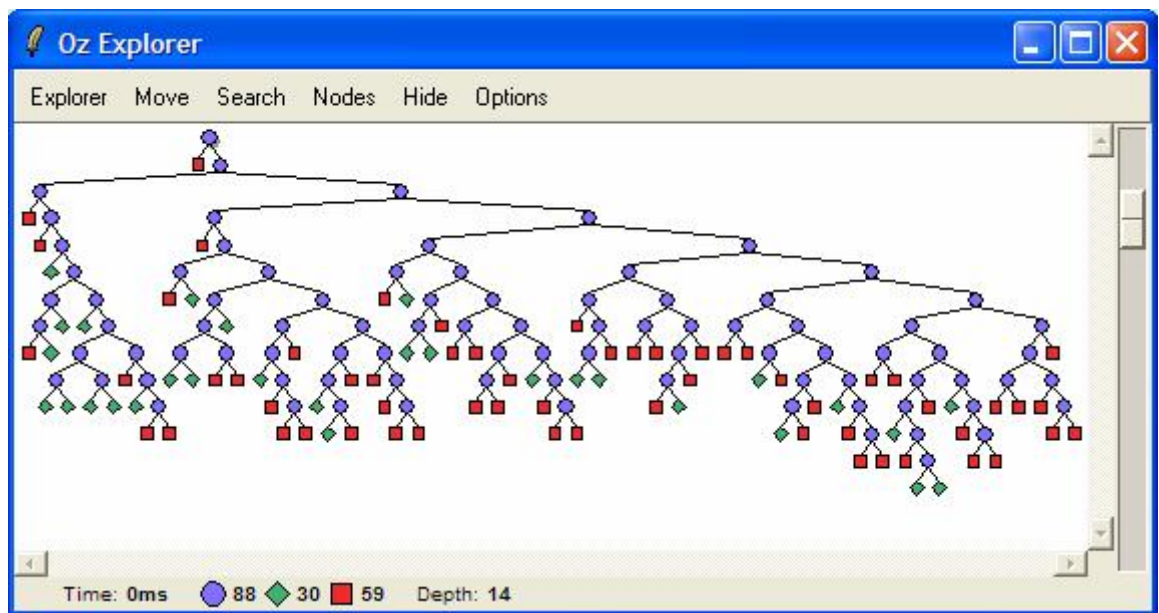 Oz Explorer
Explorer Move Search Nodes Hide Options
Time: 0ms 88 30 59 Depth: 14